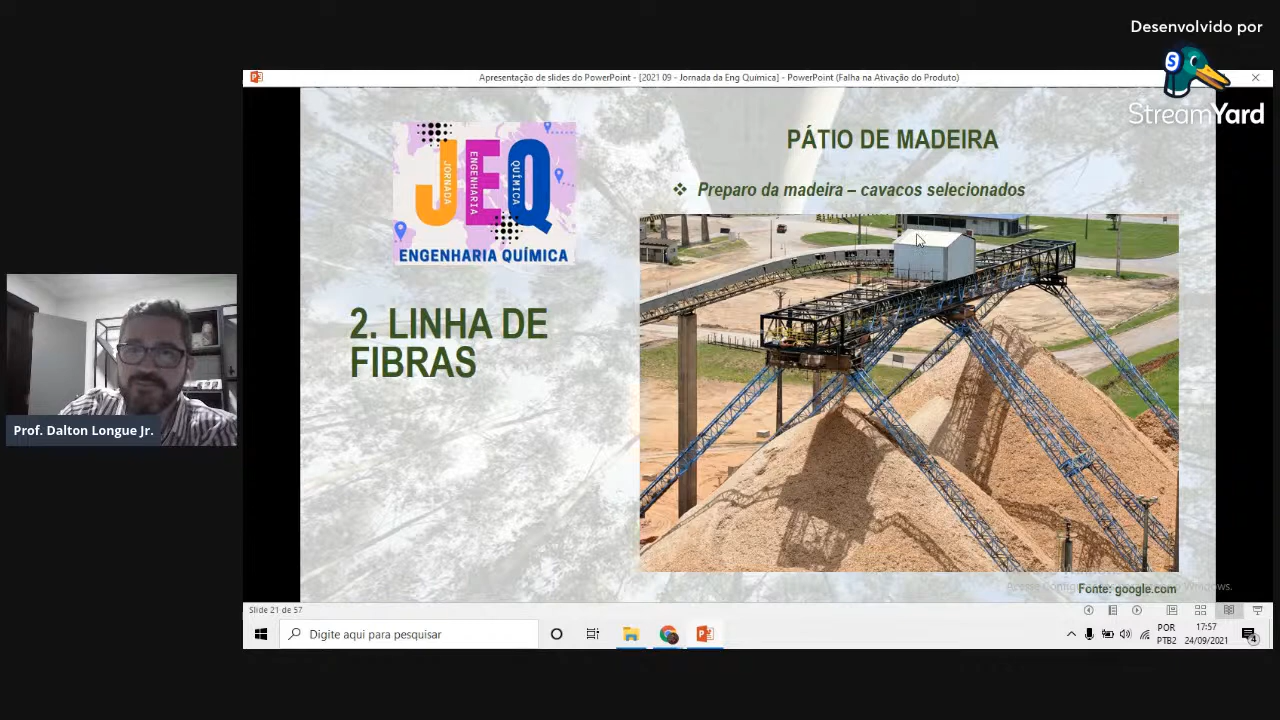 Desenvolvido por
S
StreamYard
Apresentação de slides do PowerPoint - [2021 09 - Jornada da Eng Química] - PowerPoint (Falha na Ativação do Produto)
JEQ
JORNADA
ENGENHARIA
QUÍMICA
ENGENHARIA QUÍMICA
PÁTIO DE MADEIRA
❖ Preparo da madeira – cavacos selecionados
2. LINHA DE
FIBRAS
Prof. Dalton Longue Jr.
Fonte: google.com
Slide 21 de 57
Digite aqui para pesquisar
POR
PTB2
17:57
24/09/2021
4